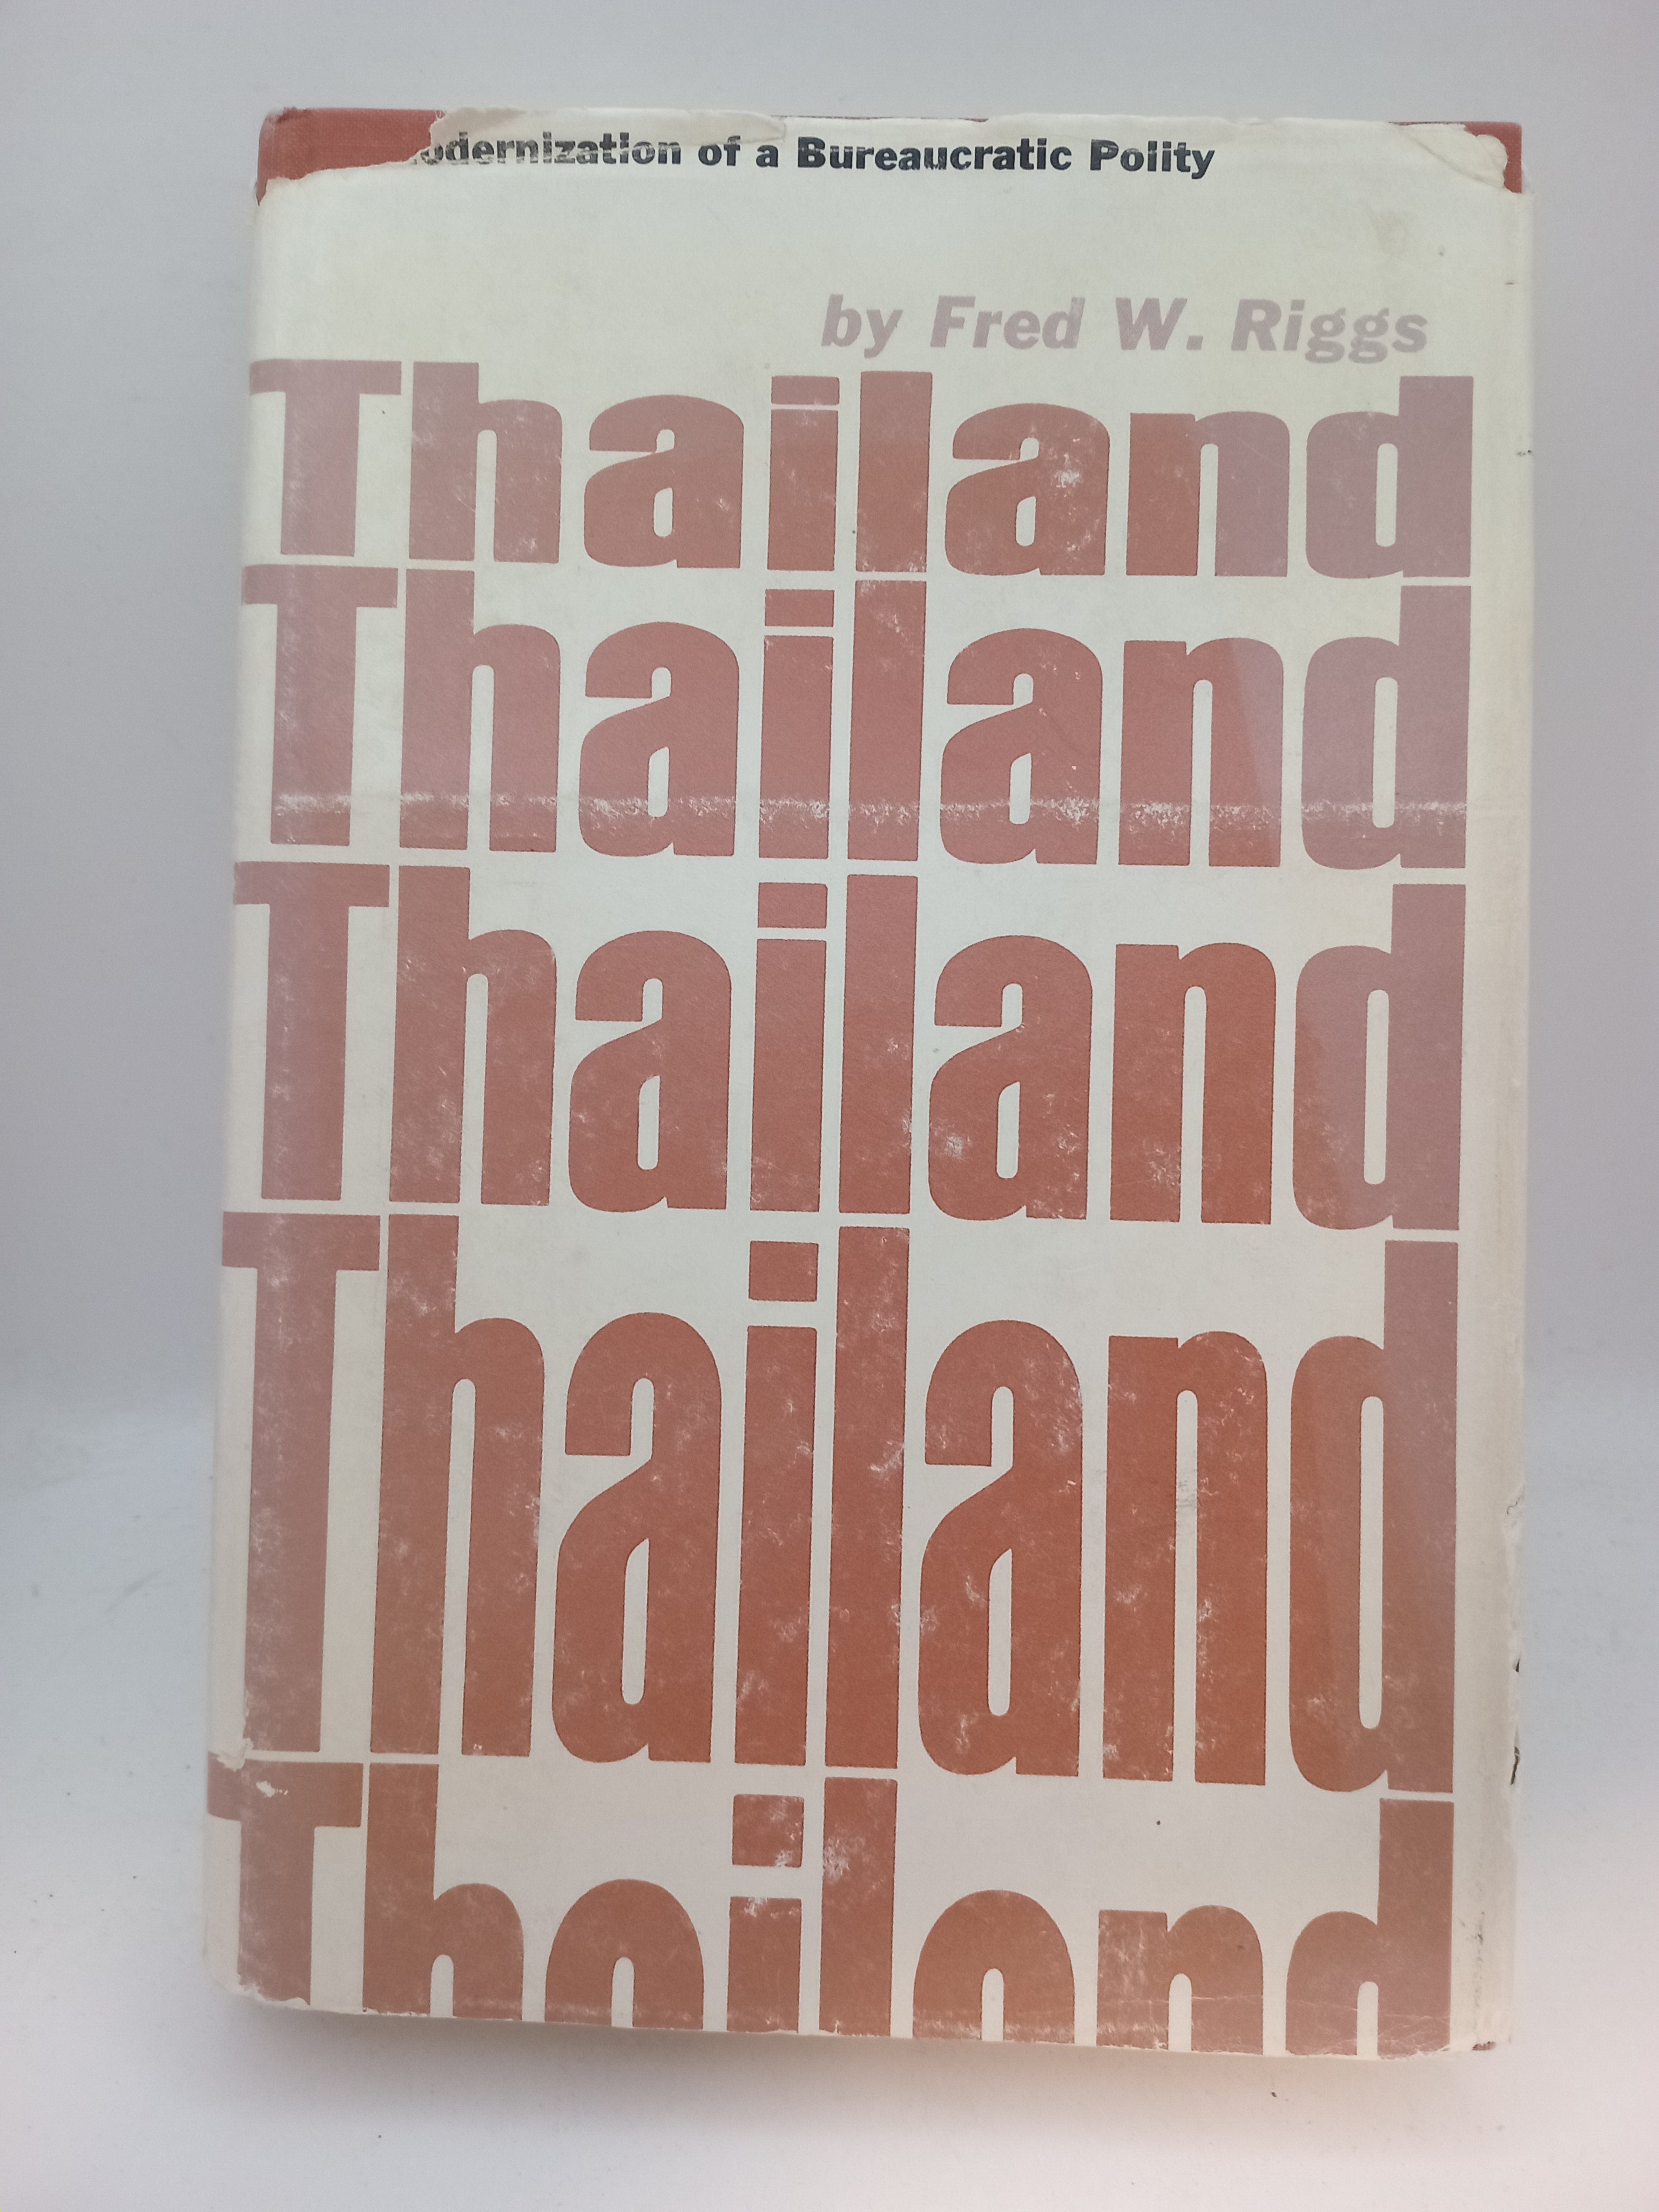 odernization of a Bureaucratic Polity
by Fred W. Riggs
Thailand
Thailand
Thailand
Thailand
Thailand